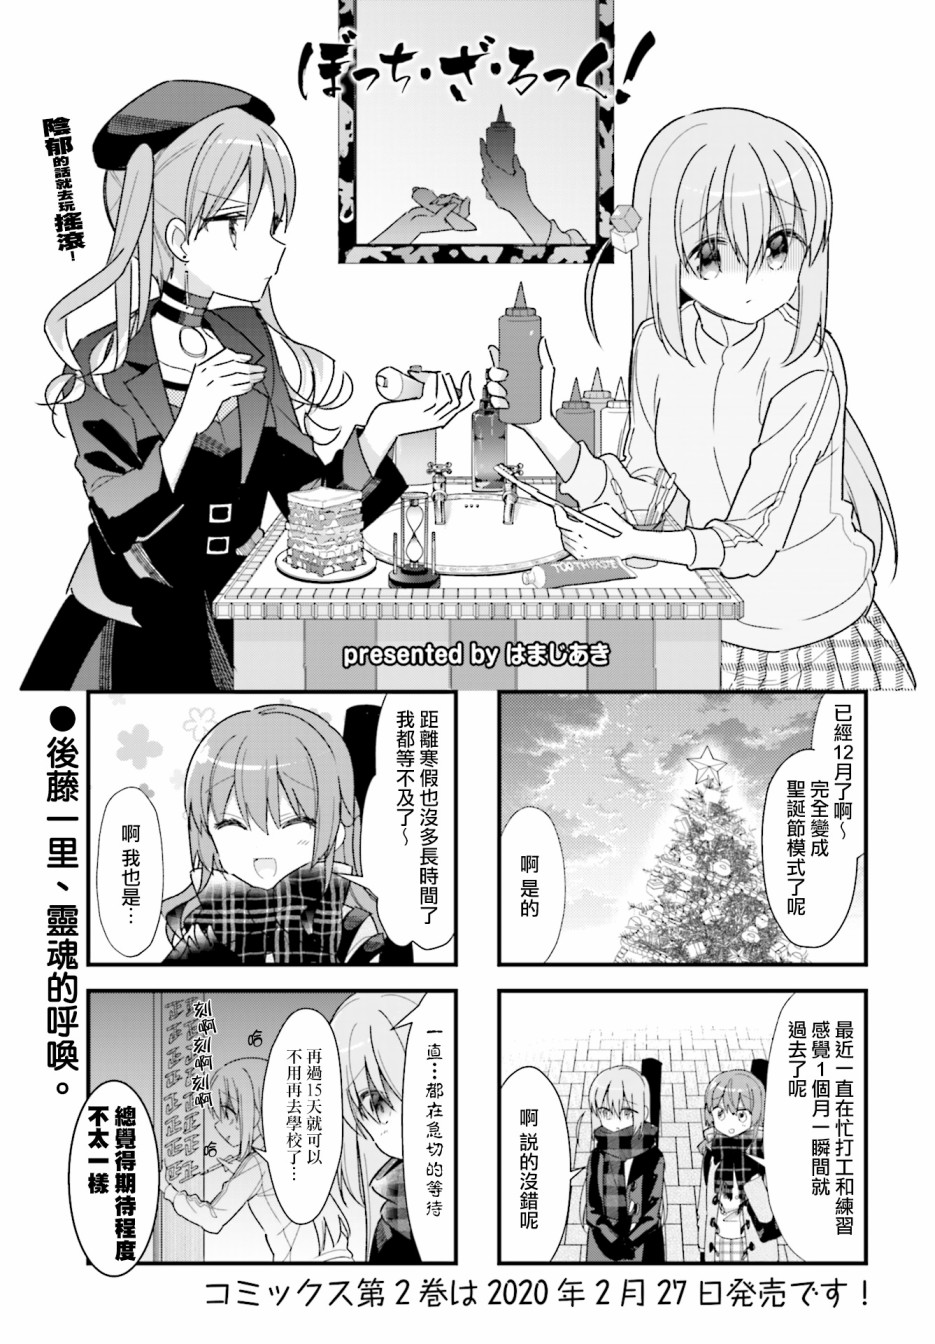 ぼっち・ざ・ろっく!
陰郁的話就去玩搖滾!
TOOTHPASTE
presented by はまじあき
●後藤一里、靈魂的呼喚。
已經12月了啊~
完全變成
聖誕節模式了呢
啊 是的
最近一直在忙打工和練習
感覺1個月一瞬間就
過去了呢
啊 說的沒錯呢
距離寒假也沒多長時間了
我都等不及了~
啊 我也是…
一直…都在急切的等待
再過15天就可以
不用再去學校了…
刻啊刻啊刻啊
哈
哈
正正正正正正
總覺得期待程度
不太一樣
コミックス第2巻は2020年2月27日発売です!